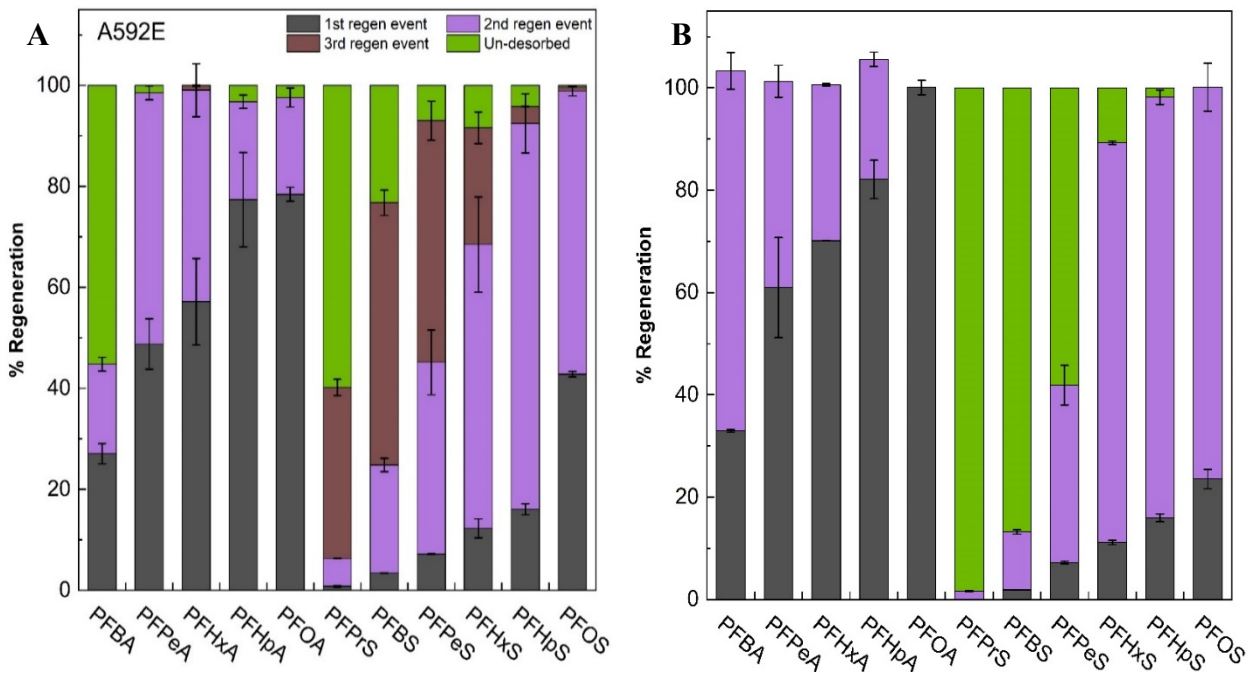 A
A592E
1st regen event
2nd regen event
3rd regen event
Un-desorbed
% Regeneration
100
80
60
40
20
0
PFBA
PFPeA
PFHxA
PFHpA
PFOA
PFPrS
PFBS
PFPeS
PFHxS
PFHpS
PFOS
B
% Regeneration
100
80
60
40
20
0
PFBA
PFPeA
PFHxA
PFHpA
PFOA
PFPrS
PFBS
PFPeS
PFHxS
PFHpS
PFOS